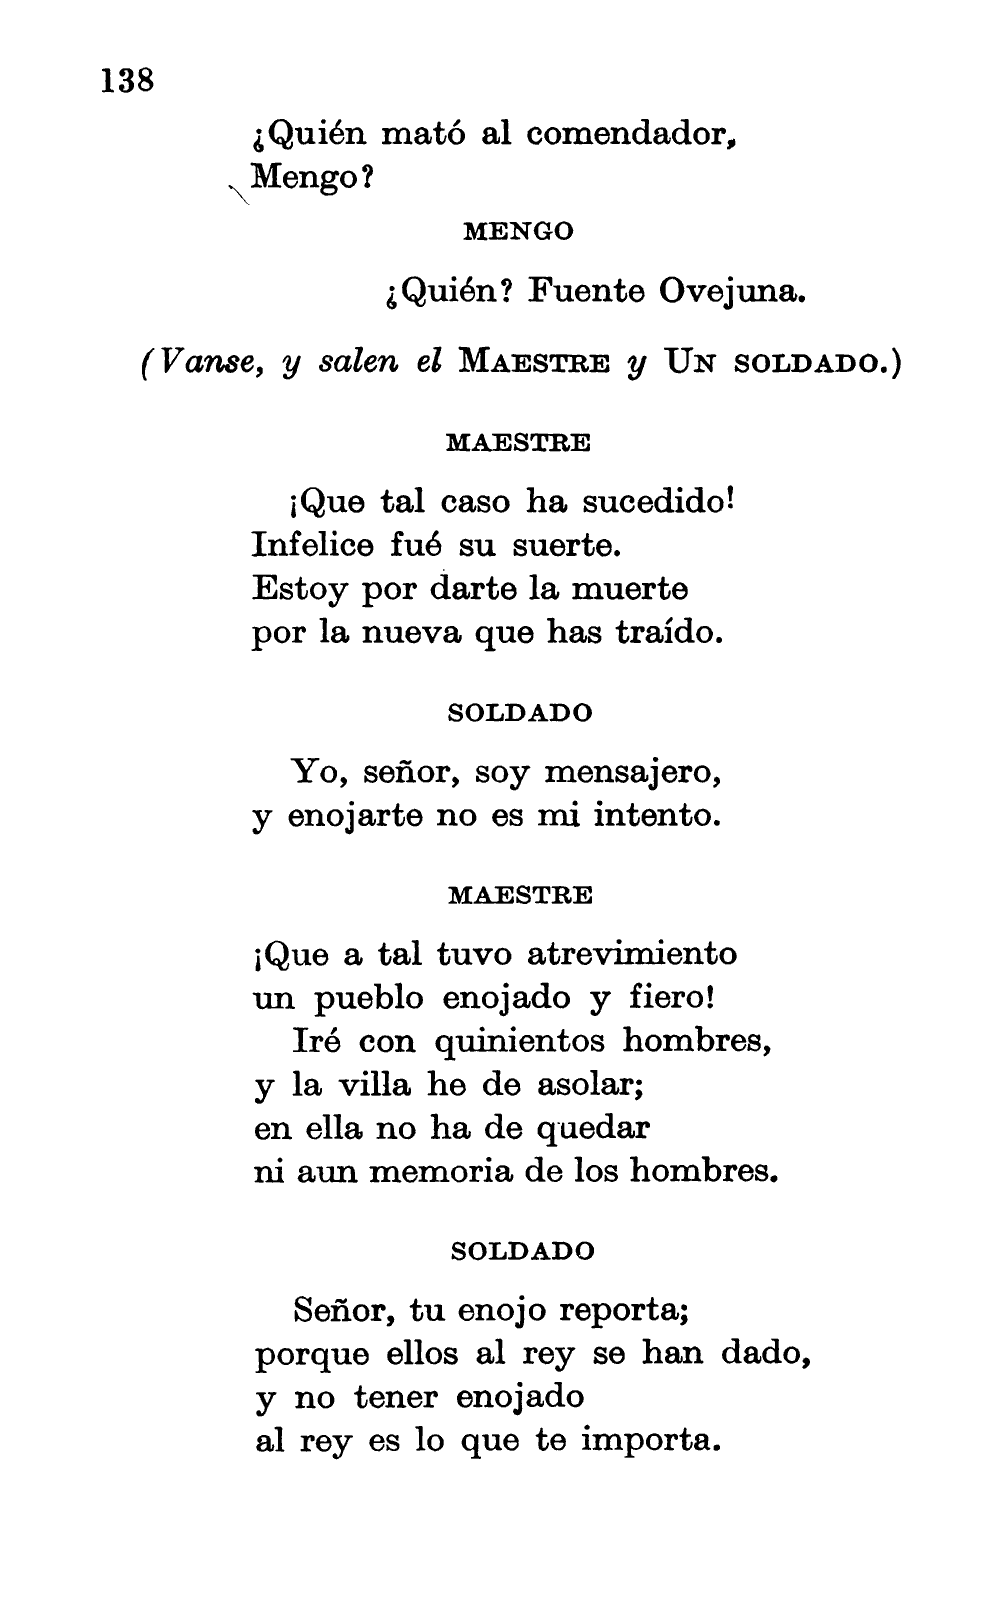 138
¿Quién mató al comendador,
Mengo?
MENGO
¿Quién? Fuente Ovejuna.
(Vanse, y salen el MAESTRE y UN SOLDADO.)
MAESTRE
¡Que tal caso ha sucedido!
Infelice fué su suerte.
Estoy por darte la muerte
por la nueva que has traído.
SOLDADO
Yo, señor, soy mensajero,
y enojarte no es mi intento.
MAESTRE
¡Que a tal tuvo atrevimiento
un pueblo enojado y fiero!
Iré con quinientos hombres,
y la villa he de asolar;
en ella no ha de quedar
ni aun memoria de los hombres.
SOLDADO
Señor, tu enojo reporta;
porque ellos al rey se han dado,
y no tener enojado
al rey es lo que te importa.